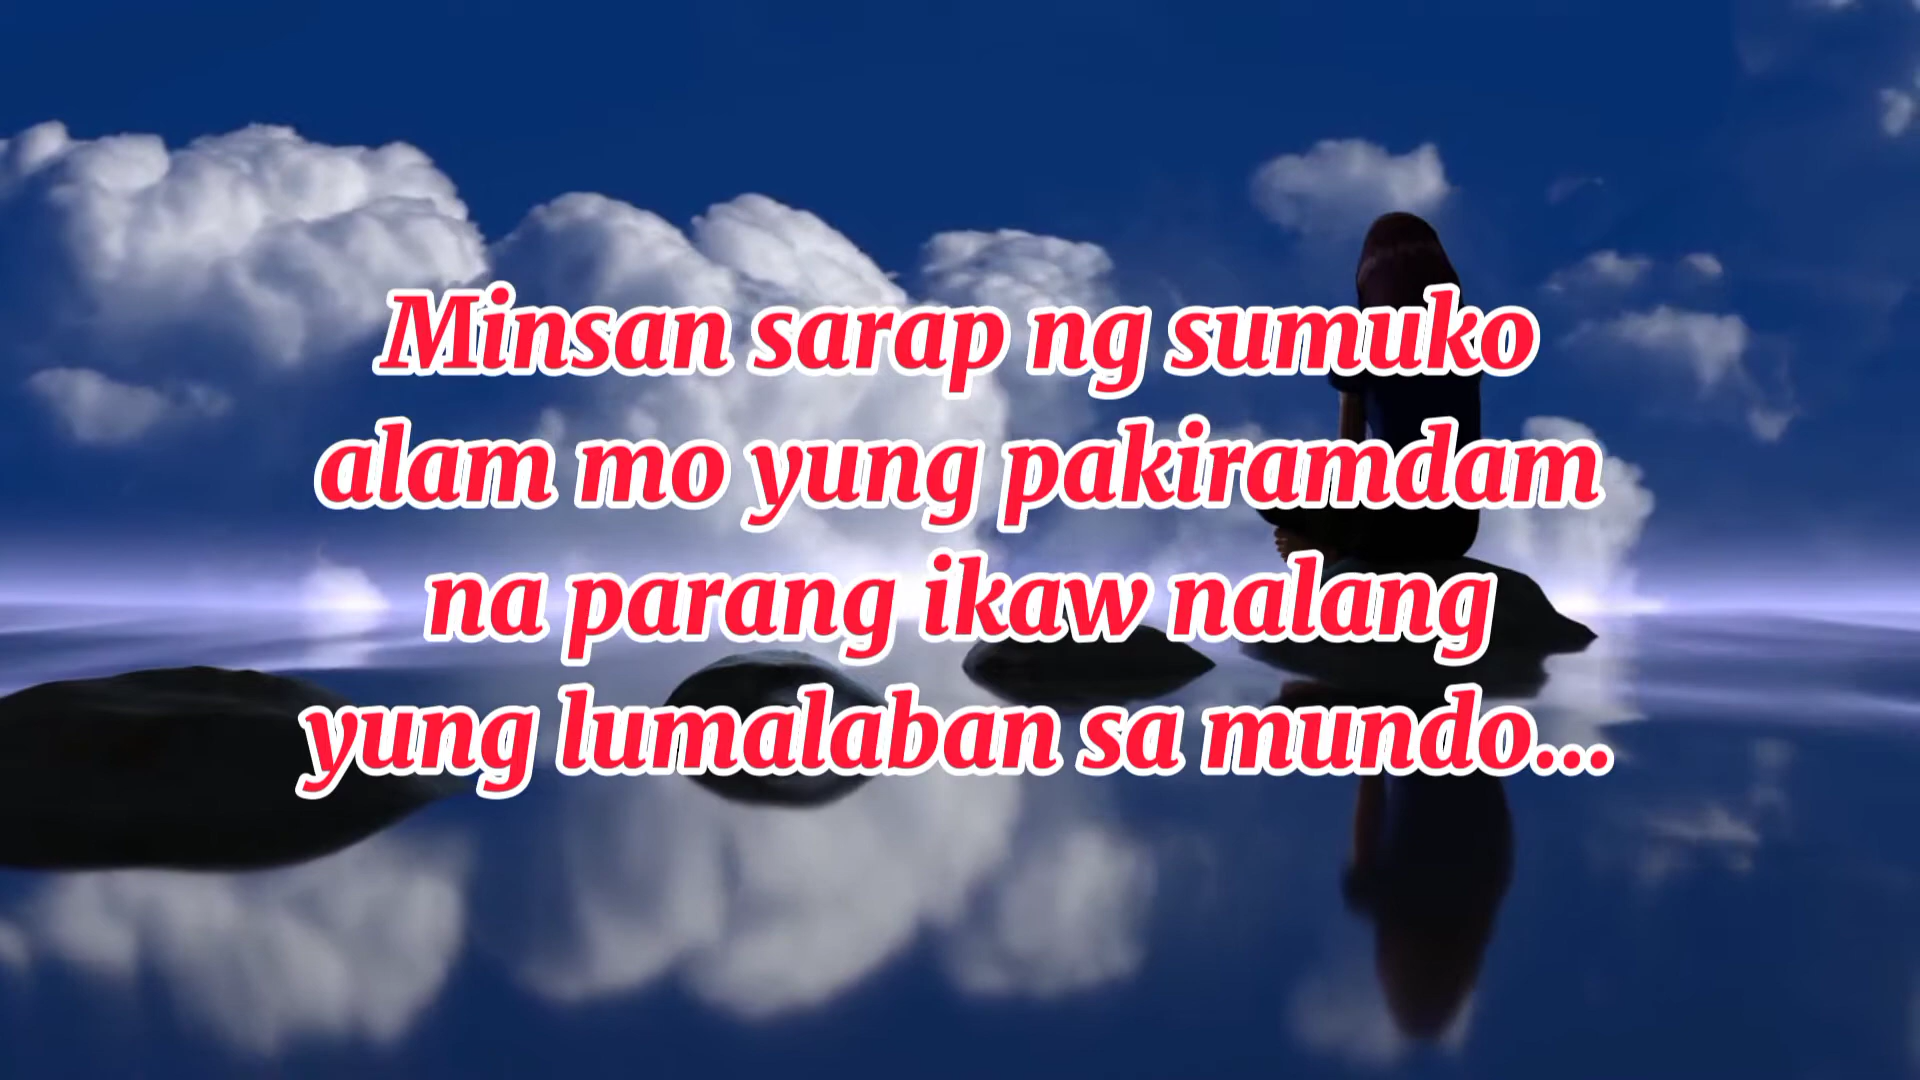 Minsan sarap ng sumuko
alam mo yung pakiramdam
na parang ikaw nalang
yung lumalaban sa mundo...